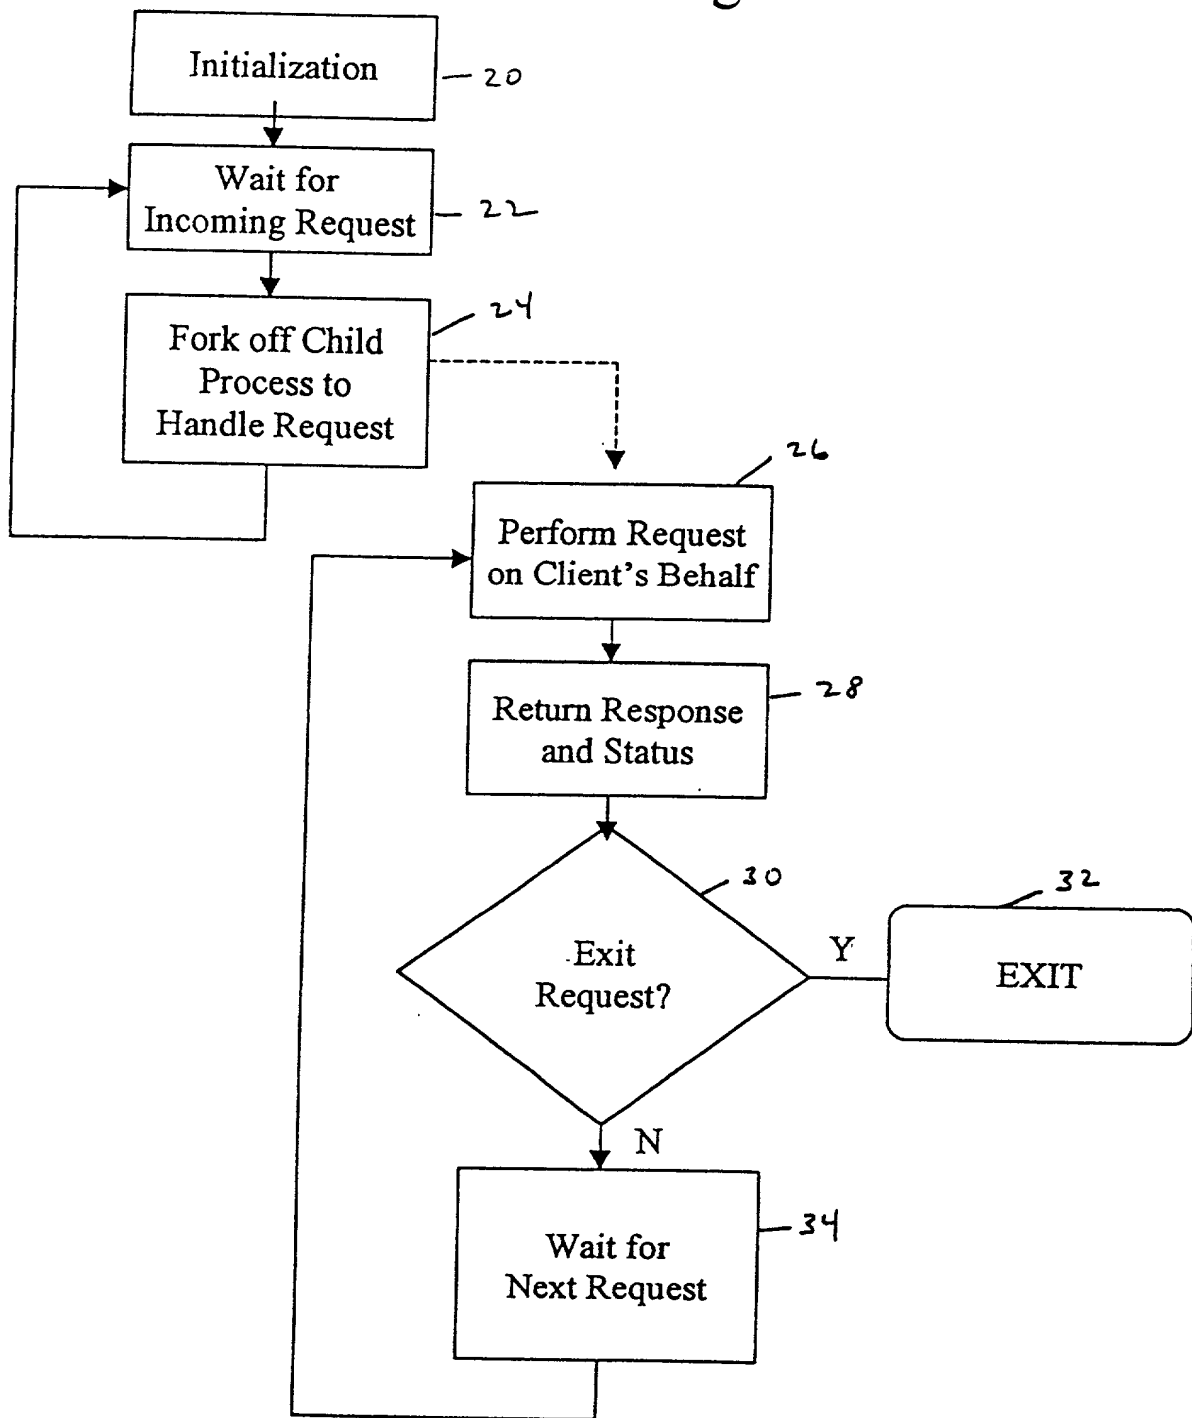 Initialization
20
Wait for
Incoming Request
22
24
Fork off Child
Process to
Handle Request
26
Perform Request
on Client's Behalf
28
Return Response
and Status
30
32
Exit
Request?
Y
EXIT
N
34
Wait for
Next Request